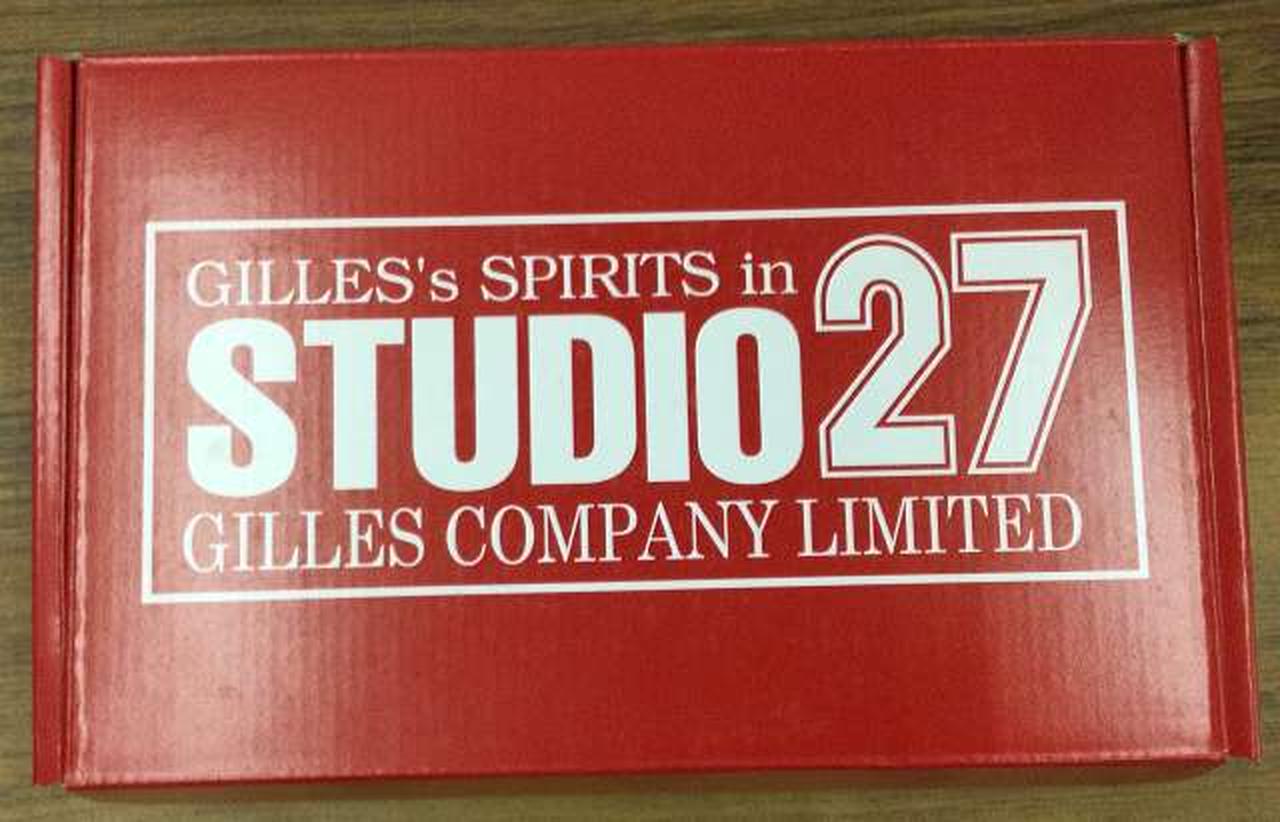 GILLES's SPIRITS in
STUDIO27
GILLES COMPANY LIMITED